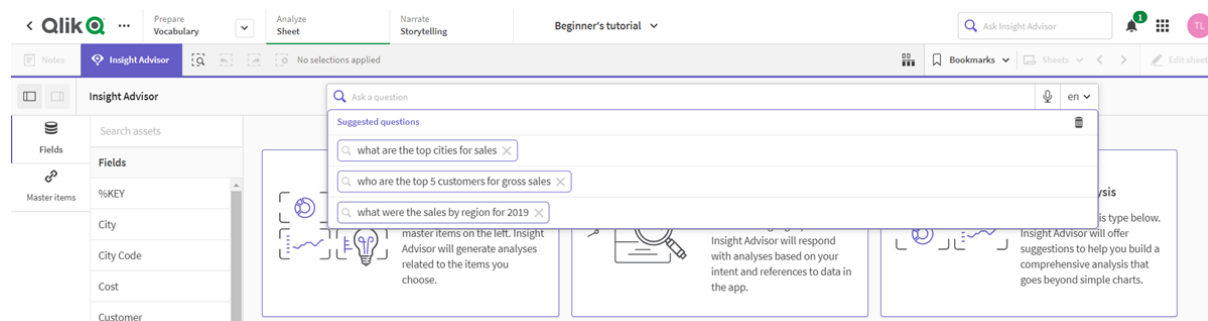 Qlik
Prepare
Vocabulary
Analyze
Sheet
Narrate
Storytelling
Beginner's tutorial
Ask Insight Advisor
1
TL
Notes
Insight Advisor
No selections applied
Bookmarks
Sheets
Edit sheet
Insight Advisor
Ask a question
en
Suggested questions
what are the top cities for sales
who are the top 5 customers for gross sales
what were the sales by region for 2019
Fields
Master items
Search assets
Fields
%KEY
City
City Code
Cost
Customer
master items on the left. Insight
Advisor will generate analyses
related to the items you
choose.
Insight Advisor will respond
with analyses based on your
intent and references to data in
the app.
is type below.
Insight Advisor will offer
suggestions to help you build a
comprehensive analysis that
goes beyond simple charts.